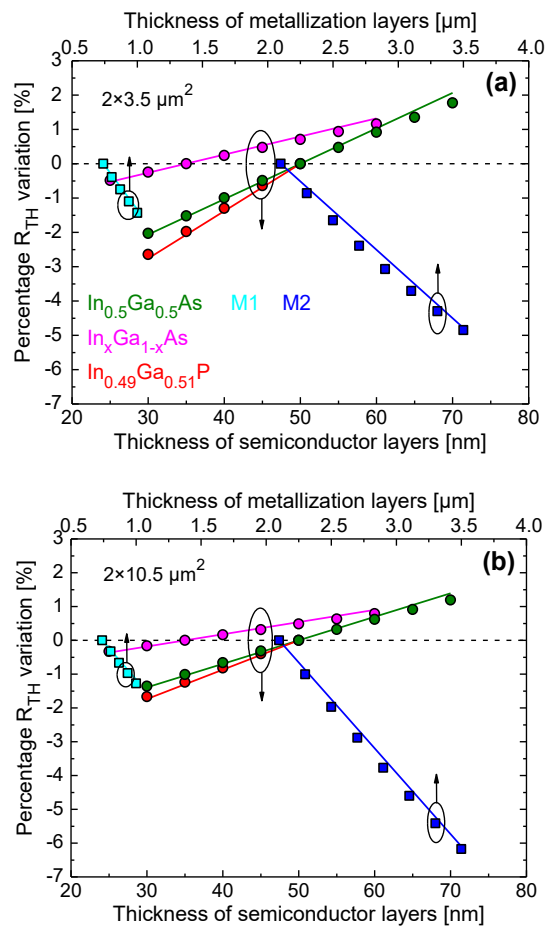 Thickness of metallization layers [μm]
0.5 1.0 1.5 2.0 2.5 3.0 3.5 4.0
(a)
2×3.5 μm²
Percentage R_TH variation [%]
3
2
1
0
-1
-2
-3
-4
-5
-6
-7
In₀.₅Ga₀.₅As M1 M2
InₓGa₁₋ₓAs
In₀.₄₉Ga₀.₅₁P
20 30 40 50 60 70 80
Thickness of semiconductor layers [nm]
Thickness of metallization layers [μm]
0.5 1.0 1.5 2.0 2.5 3.0 3.5 4.0
(b)
2×10.5 μm²
Percentage R_TH variation [%]
3
2
1
0
-1
-2
-3
-4
-5
-6
-7
20 30 40 50 60 70 80
Thickness of semiconductor layers [nm]